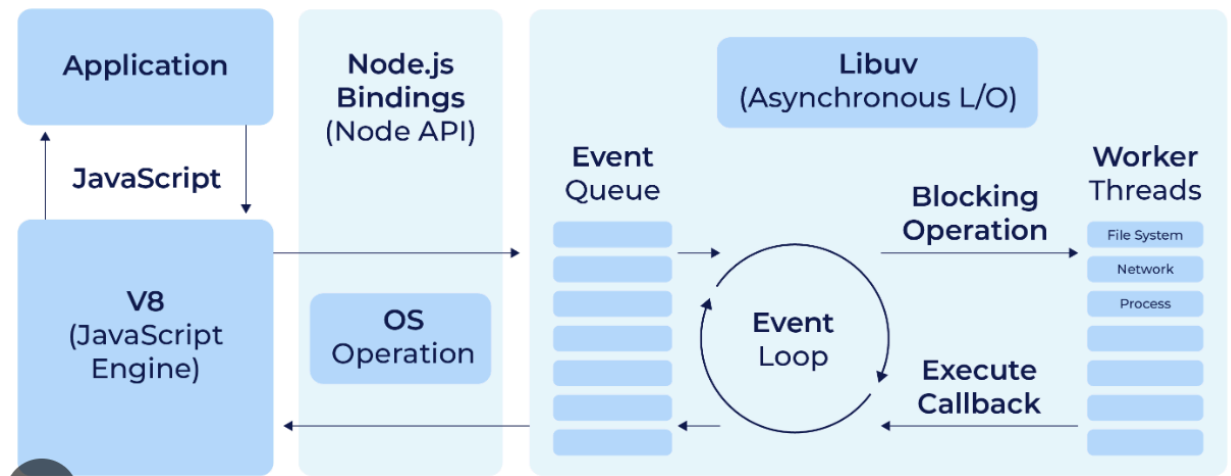 Application
JavaScript
V8
(JavaScript
Engine)
Node.js
Bindings
(Node API)
OS
Operation
Libuv
(Asynchronous L/O)
Event
Queue
Event
Loop
Blocking
Operation
Execute
Callback
Worker
Threads
File System
Network
Process